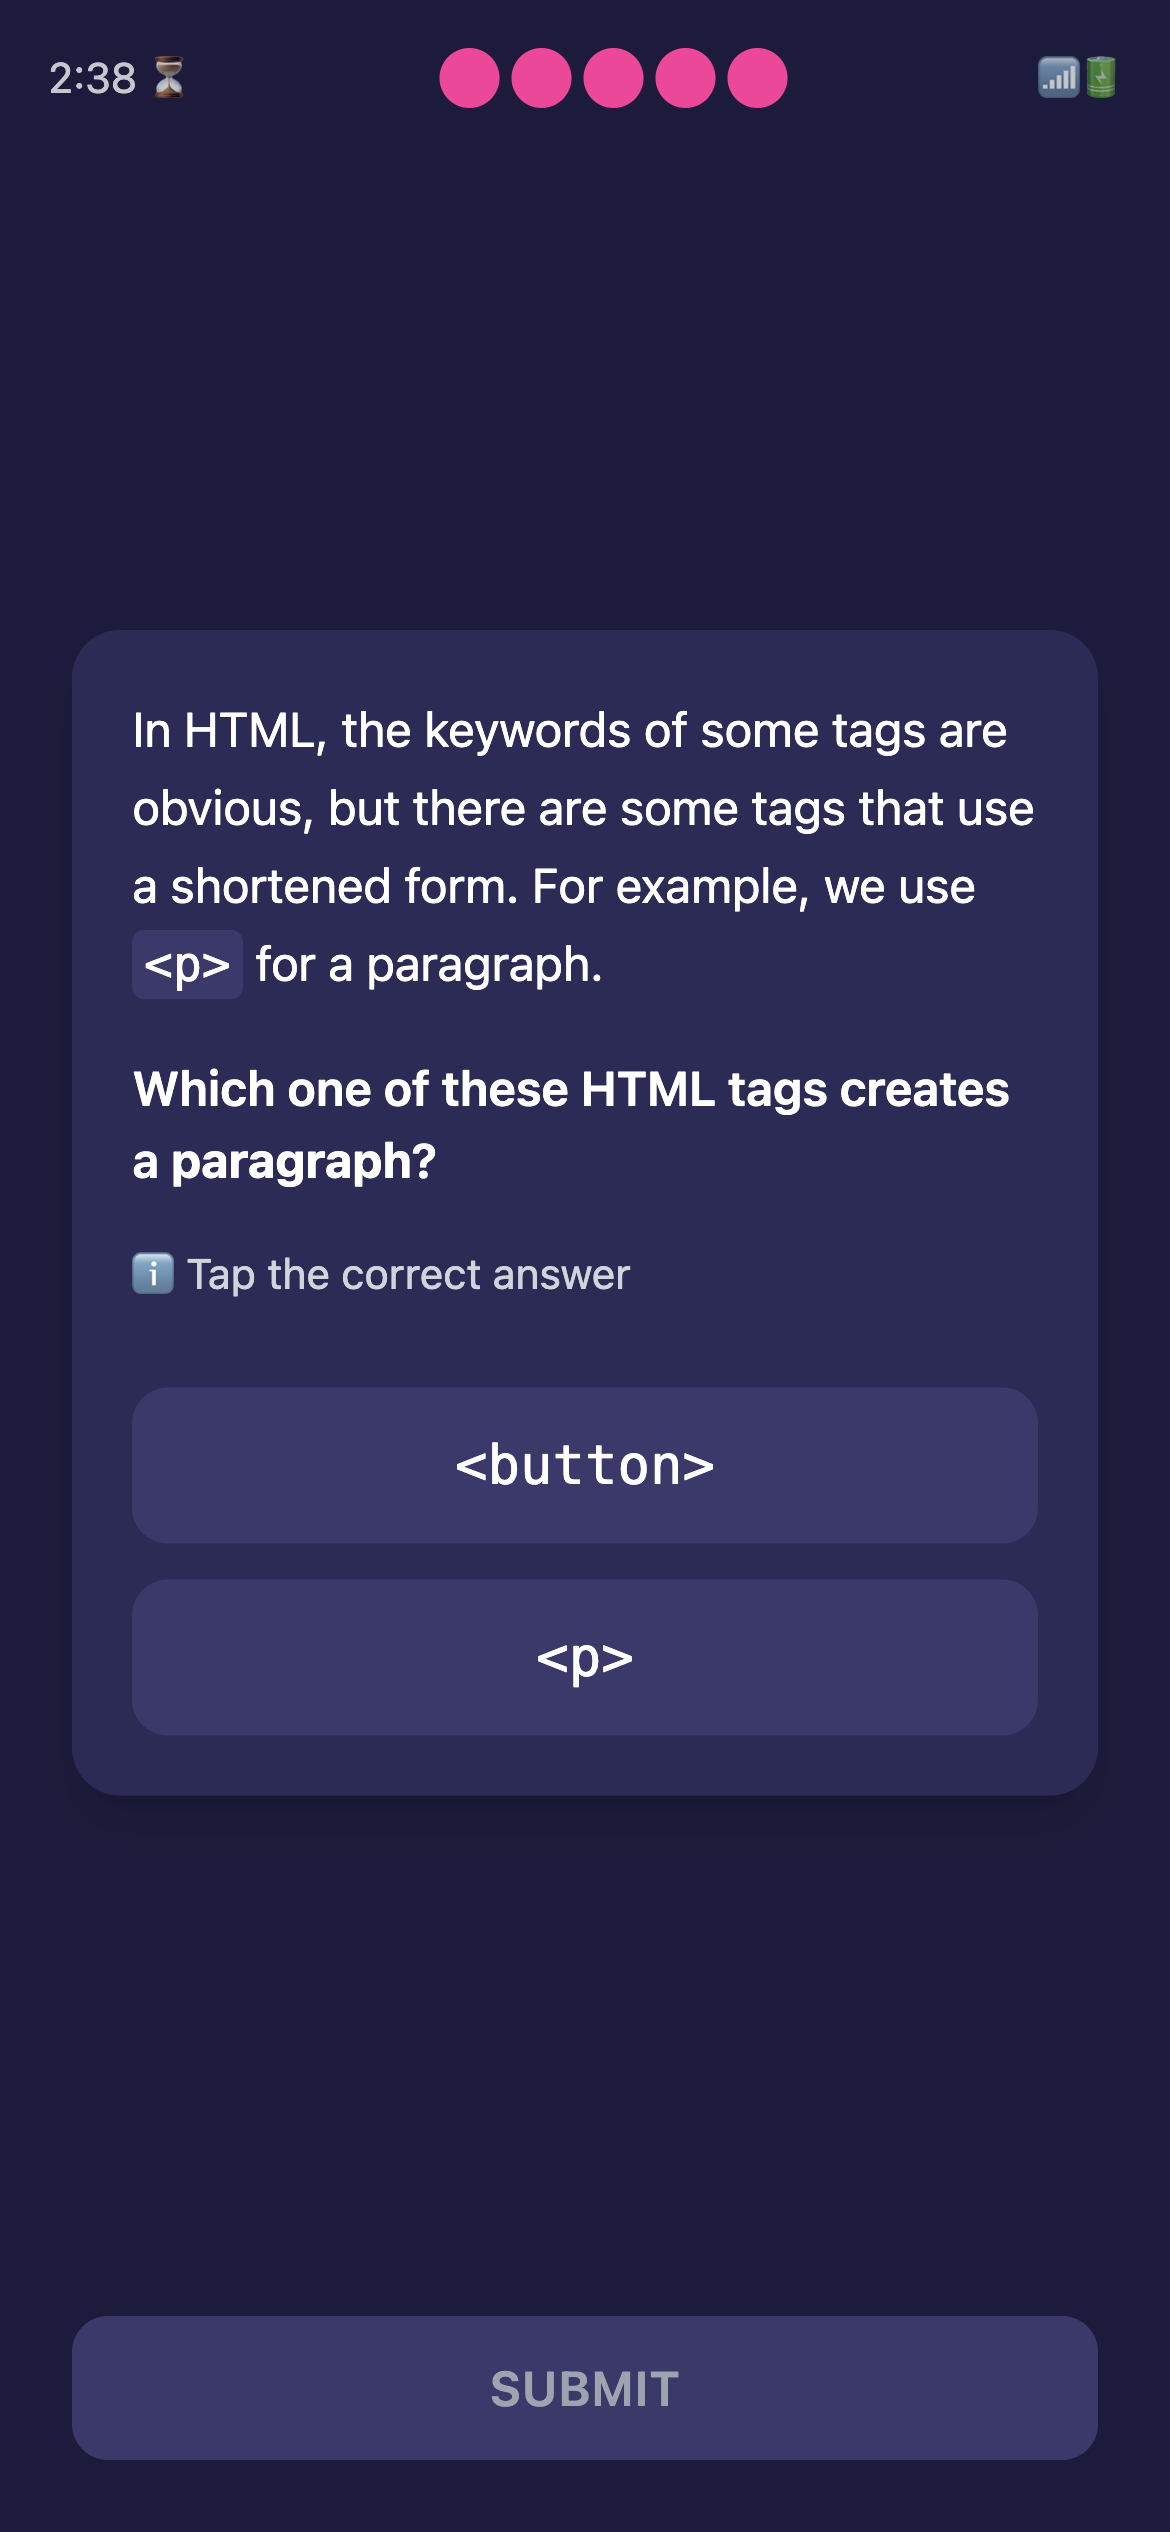 2:38
In HTML, the keywords of some tags are
obvious, but there are some tags that use
a shortened form. For example, we use
<p> for a paragraph.
Which one of these HTML tags creates
a paragraph?
Tap the correct answer
<button>
<p>
SUBMIT